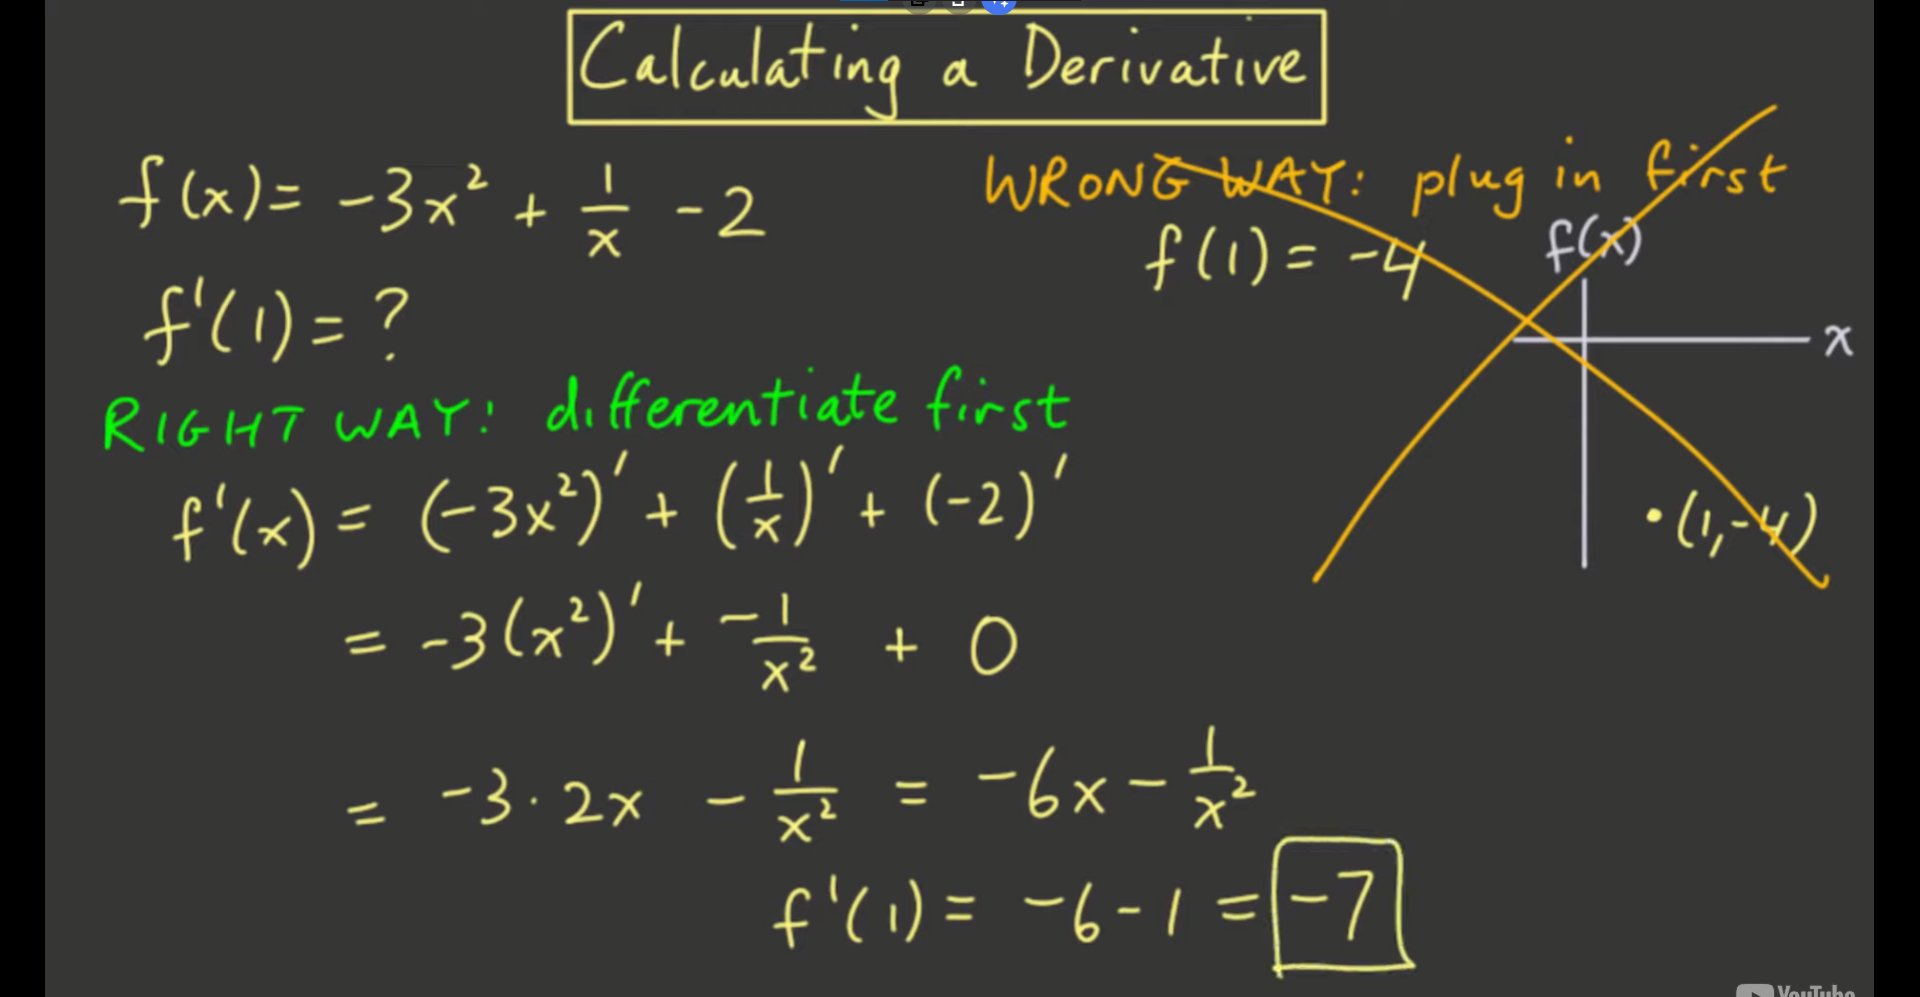 Calculating a Derivative
f(x) = -3x² + 1/x - 2
f'(1) = ?
WRONG WAY: plug in first
f(1) = -4
f(x)
x
(1, -4)
RIGHT WAY: differentiate first
f'(x) = (-3x²)' + (1/x)' + (-2)'
= -3(x²)' + -1/x² + 0
= -3·2x - 1/x² = -6x - 1/x²
f'(1) = -6 - 1 = -7
YouTube